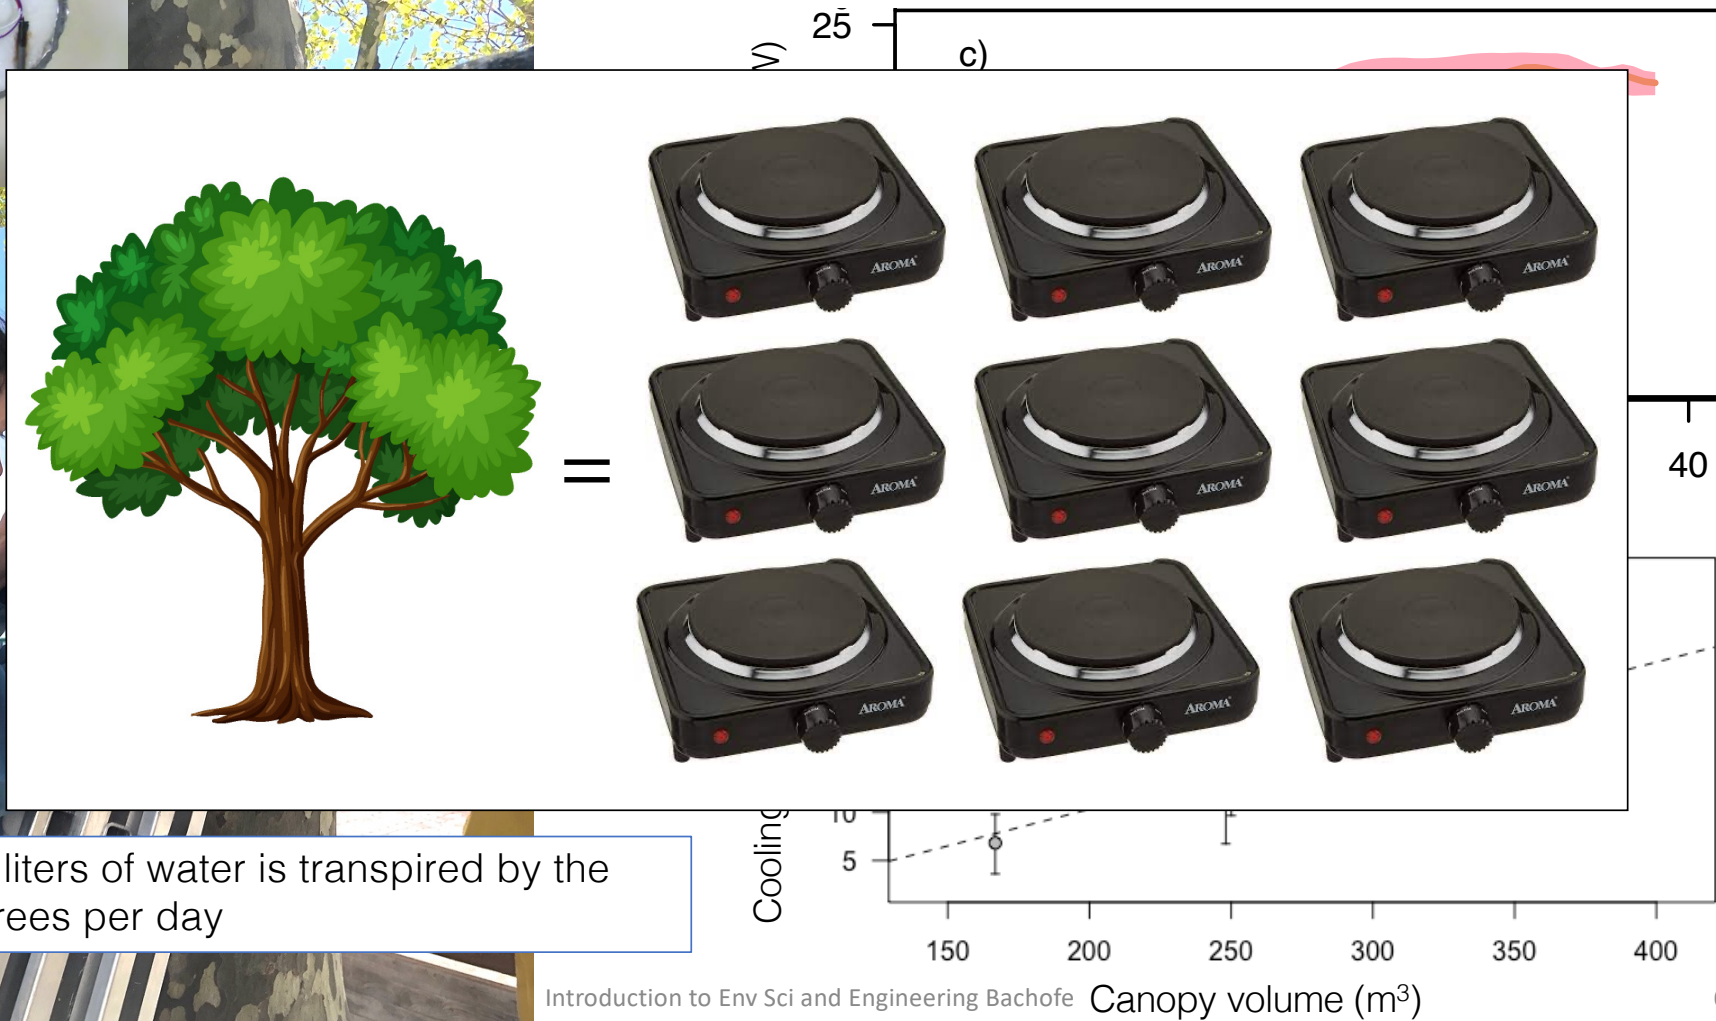 25
c)
V)
AROMA
AROMA
AROMA
=
AROMA
AROMA
AROMA
40
AROMA
AROMA
AROMA
Cooling
10
5
liters of water is transpired by the
rees per day
150 200 250 300 350 400
Introduction to Env Sci and Engineering Bachofe
Canopy volume (m³)